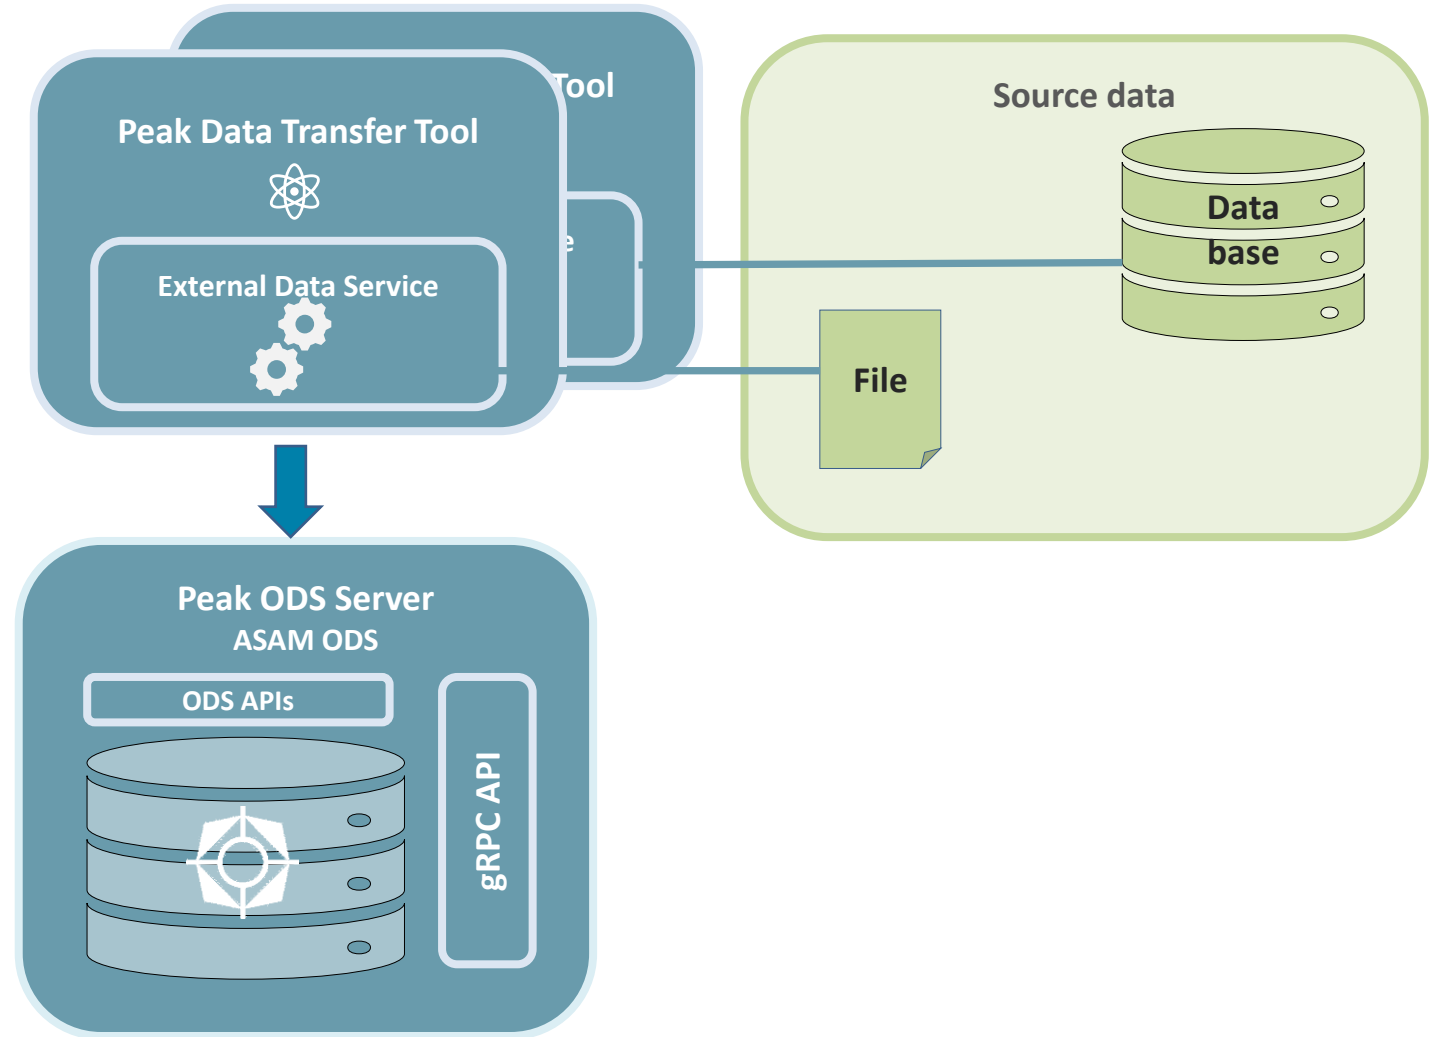 Tool
Peak Data Transfer Tool
e
External Data Service
Source data
Data
base
File
Peak ODS Server
ASAM ODS
ODS APIs
gRPC API